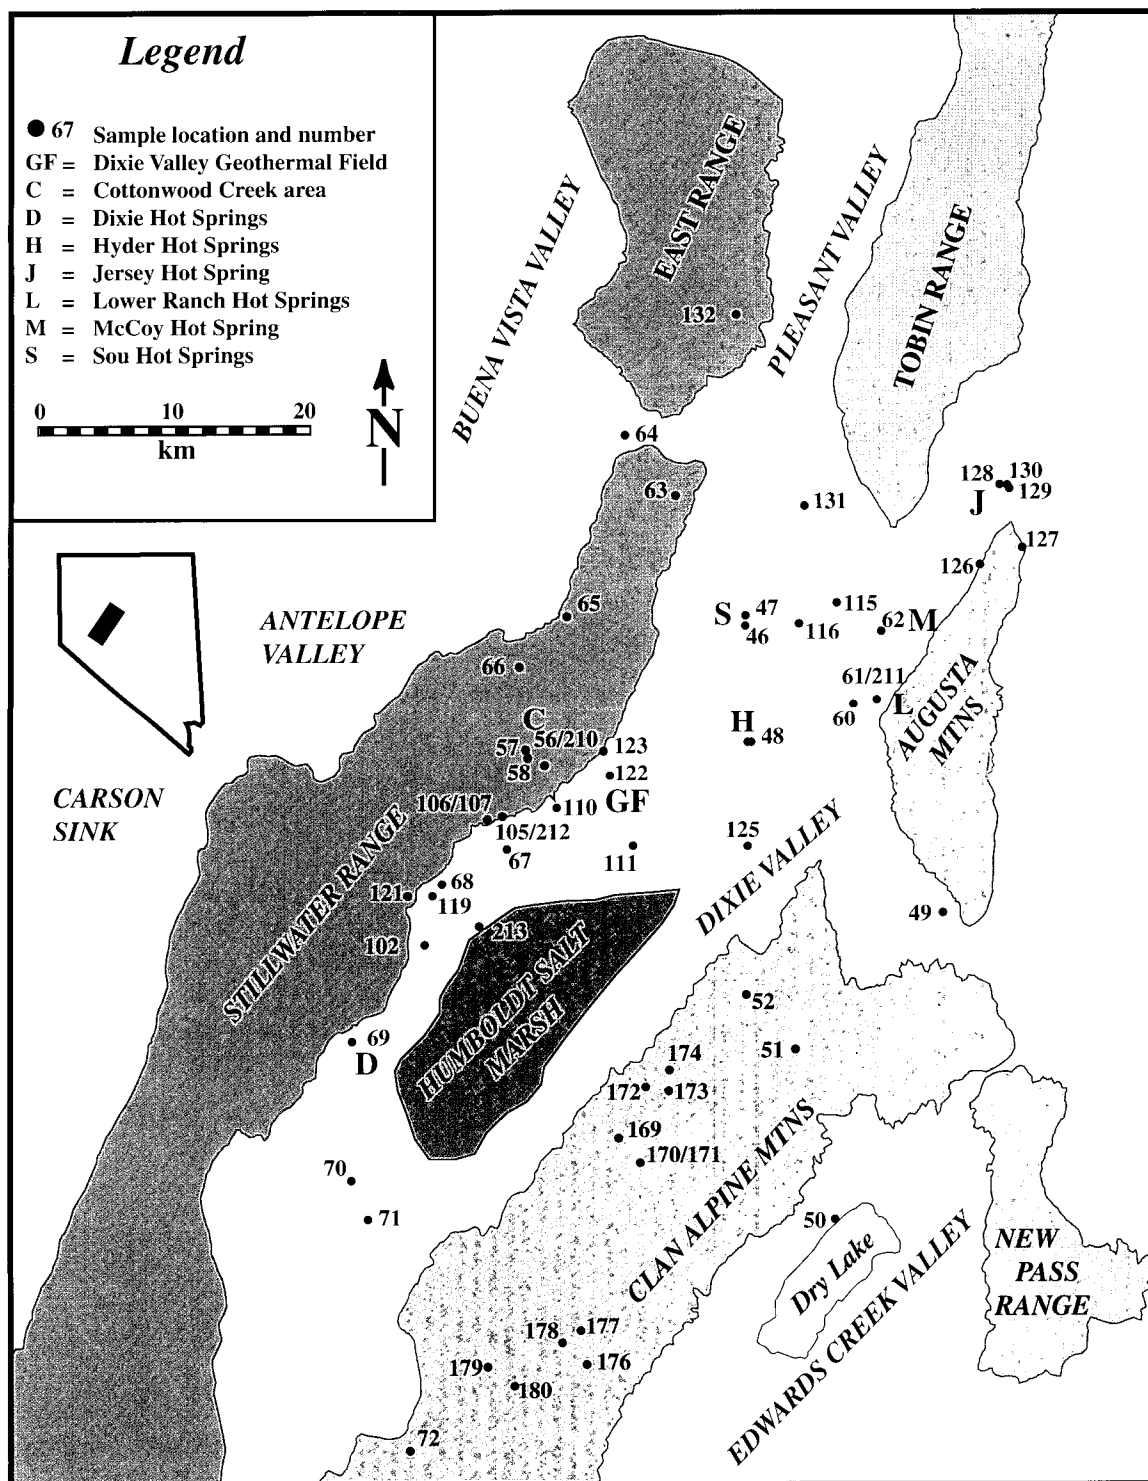 Legend
67 Sample location and number
GF = Dixie Valley Geothermal Field
C = Cottonwood Creek area
D = Dixie Hot Springs
H = Hyder Hot Springs
J = Jersey Hot Spring
L = Lower Ranch Hot Springs
M = McCoy Hot Spring
S = Sou Hot Springs
0 10 20
km
N
BUENA VISTA VALLEY
EAST RANGE
PLEASANT VALLEY
TOBIN RANGE
132
64
63
128 130
129
J
131
127
126
65
ANTELOPE
VALLEY
S 47
46
115
116
62 M
66
61/211
60
L
AUGUSTA
MTNS
C
57 56/210
58
123
122
H 48
CARSON
SINK
106/107
110
GF
105/212
67
111
125
DIXIE VALLEY
STILLWATER RANGE
121
68
119
49
102
213
HUMBOLDT SALT
MARSH
52
69
D
51
174
172 173
169
170/171
CLAN ALPINE MTNS
70
71
50
Dry Lake
EDWARDS CREEK VALLEY
NEW
PASS
RANGE
178 177
179 176
180
72